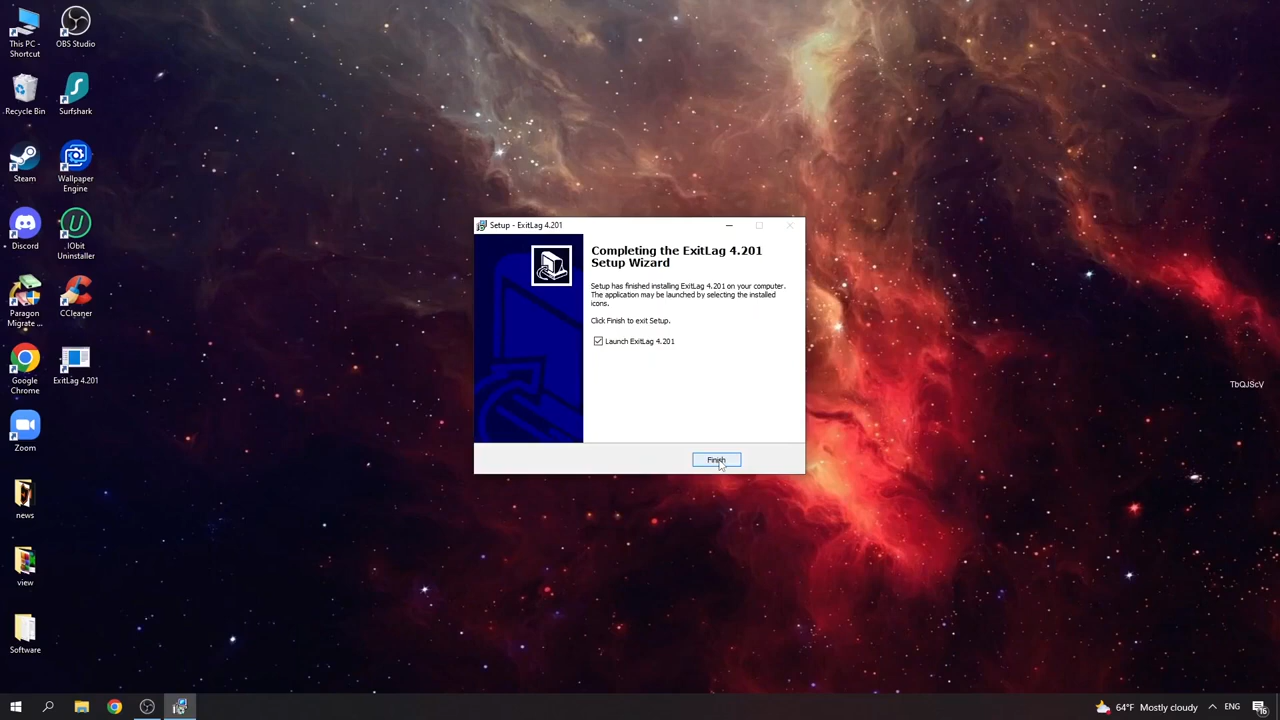 This PC -
Shortcut
OBS Studio
Recycle Bin
Surfshark
Steam
Wallpaper
Engine
Discord
IObit
Uninstaller
Paragon
Migrate ...
CCleaner
Google
Chrome
ExitLag 4.201
Zoom
news
view
Software
Setup - ExitLag 4.201
Completing the ExitLag 4.201
Setup Wizard
Setup has finished installing ExitLag 4.201 on your computer.
The application may be launched by selecting the installed
icons.
Click Finish to exit Setup.
Launch ExitLag 4.201
Finish
TbQJScV
64°F Mostly cloudy
ENG
16